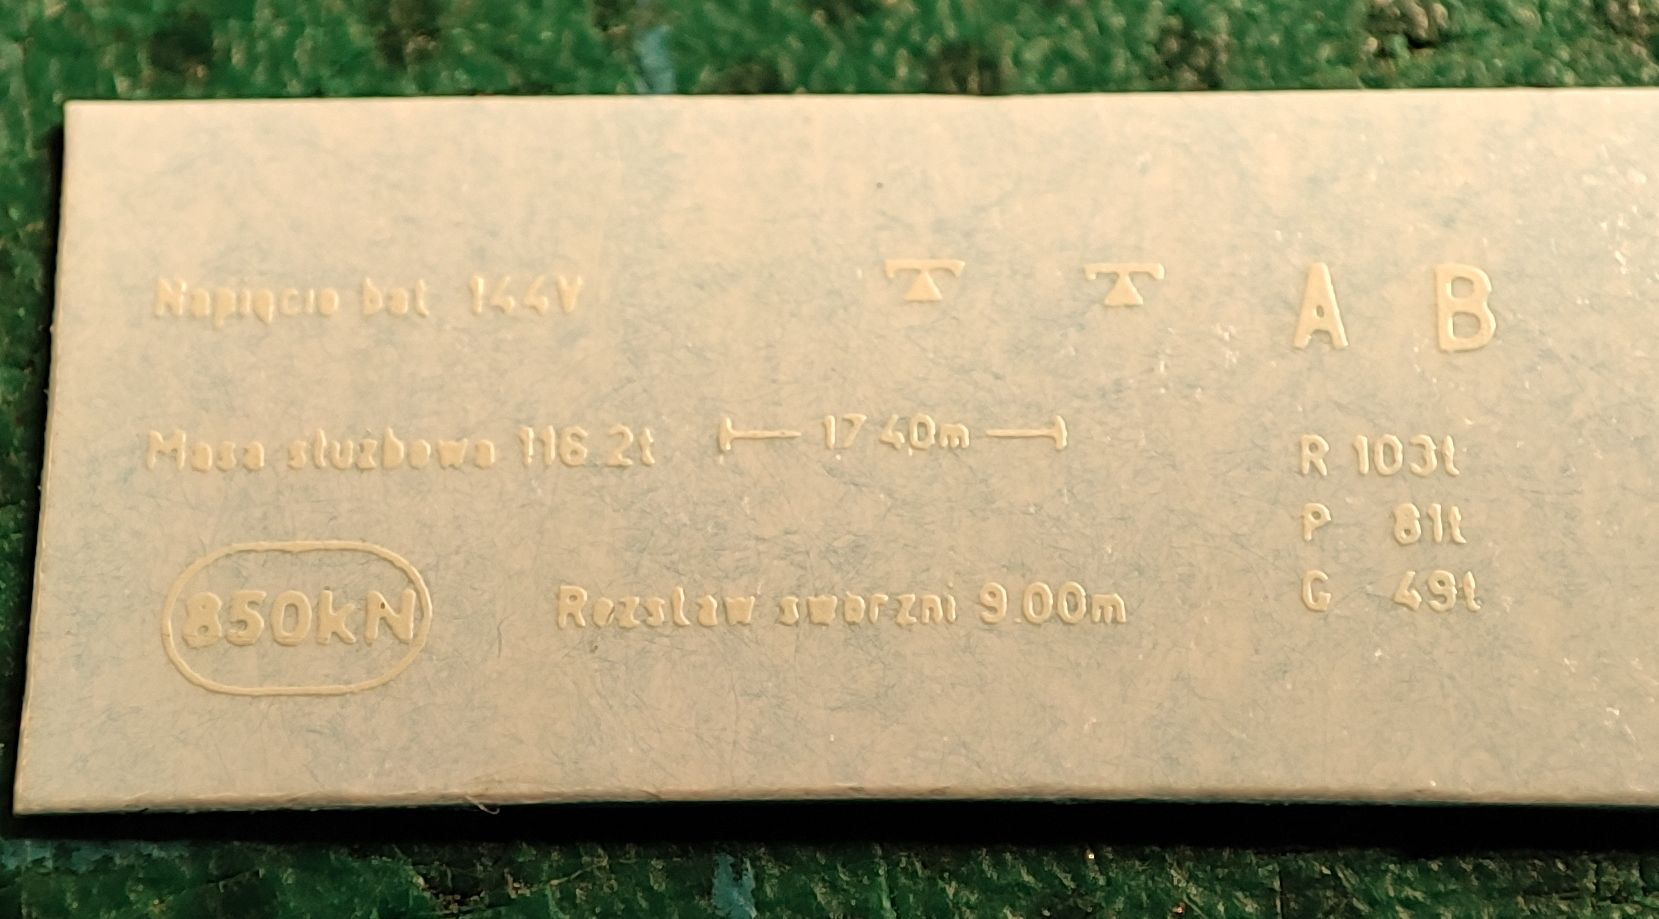 Napięcie bat 144V
A B
Masa służbowa 116.2t
17.40m
R 103t
P 81t
G 49t
850kN
Rozstaw sworzni 9.00m